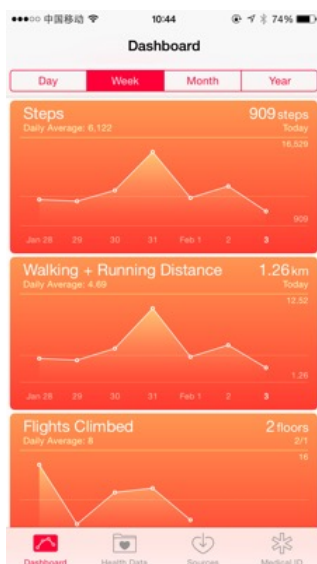 中国移动 10:44 74%
Dashboard
Day Week Month Year
Steps 909 steps
Daily Average: 6,122 Today
16,529
909
Jan 28 29 30 31 Feb 1 2 3
Walking + Running Distance 1.26 km
Daily Average: 4.69 Today
12.52
1.26
Jan 28 29 30 31 Feb 1 2 3
Flights Climbed 2 floors
Daily Average: 8 2/1
16
Dashboard Health Data Sources Medical ID